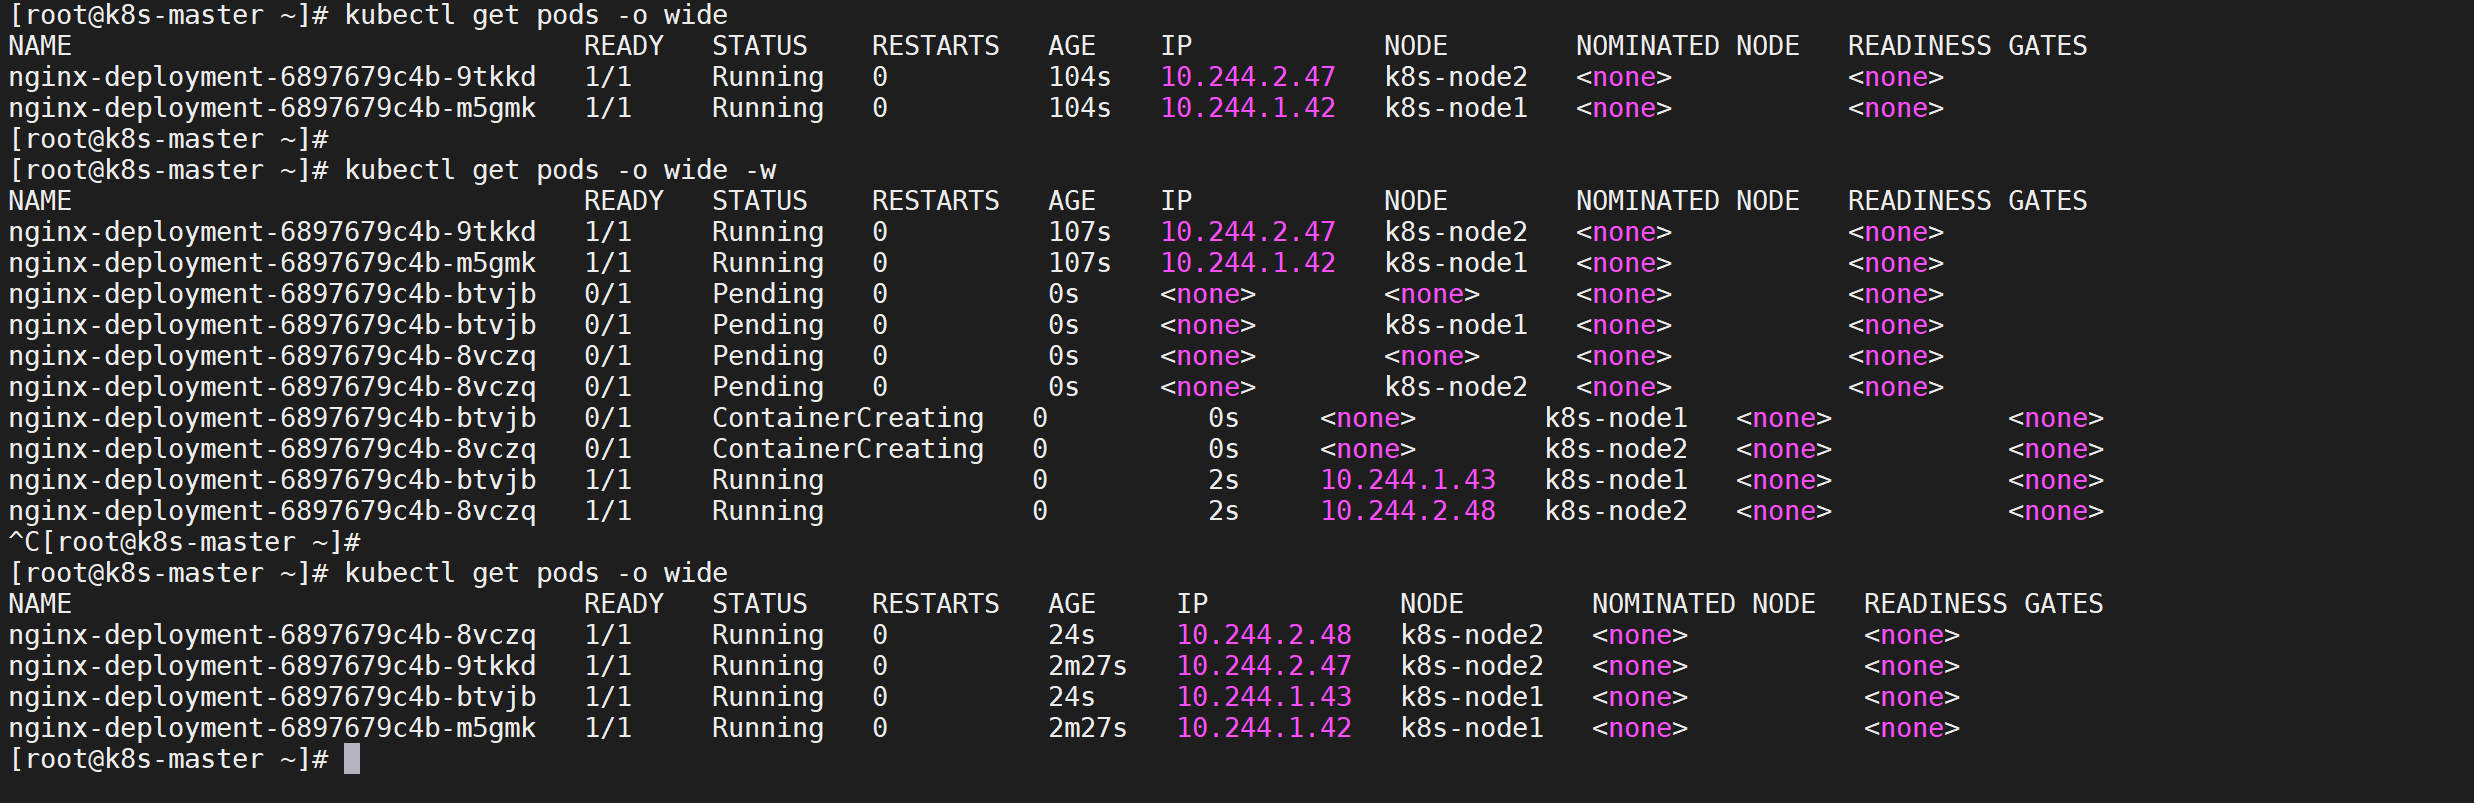 [root@k8s-master ~]# kubectl get pods -o wide
NAME                                READY   STATUS    RESTARTS   AGE    IP            NODE        NOMINATED NODE   READINESS GATES
nginx-deployment-6897679c4b-9tkkd   1/1     Running   0          104s   10.244.2.47   k8s-node2   <none>           <none>
nginx-deployment-6897679c4b-m5gmk   1/1     Running   0          104s   10.244.1.42   k8s-node1   <none>           <none>
[root@k8s-master ~]#
[root@k8s-master ~]# kubectl get pods -o wide -w
NAME                                READY   STATUS    RESTARTS   AGE    IP            NODE        NOMINATED NODE   READINESS GATES
nginx-deployment-6897679c4b-9tkkd   1/1     Running   0          107s   10.244.2.47   k8s-node2   <none>           <none>
nginx-deployment-6897679c4b-m5gmk   1/1     Running   0          107s   10.244.1.42   k8s-node1   <none>           <none>
nginx-deployment-6897679c4b-btvjb   0/1     Pending   0          0s     <none>        <none>      <none>           <none>
nginx-deployment-6897679c4b-btvjb   0/1     Pending   0          0s     <none>        k8s-node1   <none>           <none>
nginx-deployment-6897679c4b-8vczq   0/1     Pending   0          0s     <none>        <none>      <none>           <none>
nginx-deployment-6897679c4b-8vczq   0/1     Pending   0          0s     <none>        k8s-node2   <none>           <none>
nginx-deployment-6897679c4b-btvjb   0/1     ContainerCreating   0          0s     <none>        k8s-node1   <none>           <none>
nginx-deployment-6897679c4b-8vczq   0/1     ContainerCreating   0          0s     <none>        k8s-node2   <none>           <none>
nginx-deployment-6897679c4b-btvjb   1/1     Running             0          2s     10.244.1.43   k8s-node1   <none>           <none>
nginx-deployment-6897679c4b-8vczq   1/1     Running             0          2s     10.244.2.48   k8s-node2   <none>           <none>
^C[root@k8s-master ~]#
[root@k8s-master ~]# kubectl get pods -o wide
NAME                                READY   STATUS    RESTARTS   AGE     IP            NODE        NOMINATED NODE   READINESS GATES
nginx-deployment-6897679c4b-8vczq   1/1     Running   0          24s     10.244.2.48   k8s-node2   <none>           <none>
nginx-deployment-6897679c4b-9tkkd   1/1     Running   0          2m27s   10.244.2.47   k8s-node2   <none>           <none>
nginx-deployment-6897679c4b-btvjb   1/1     Running   0          24s     10.244.1.43   k8s-node1   <none>           <none>
nginx-deployment-6897679c4b-m5gmk   1/1     Running   0          2m27s   10.244.1.42   k8s-node1   <none>           <none>
[root@k8s-master ~]#